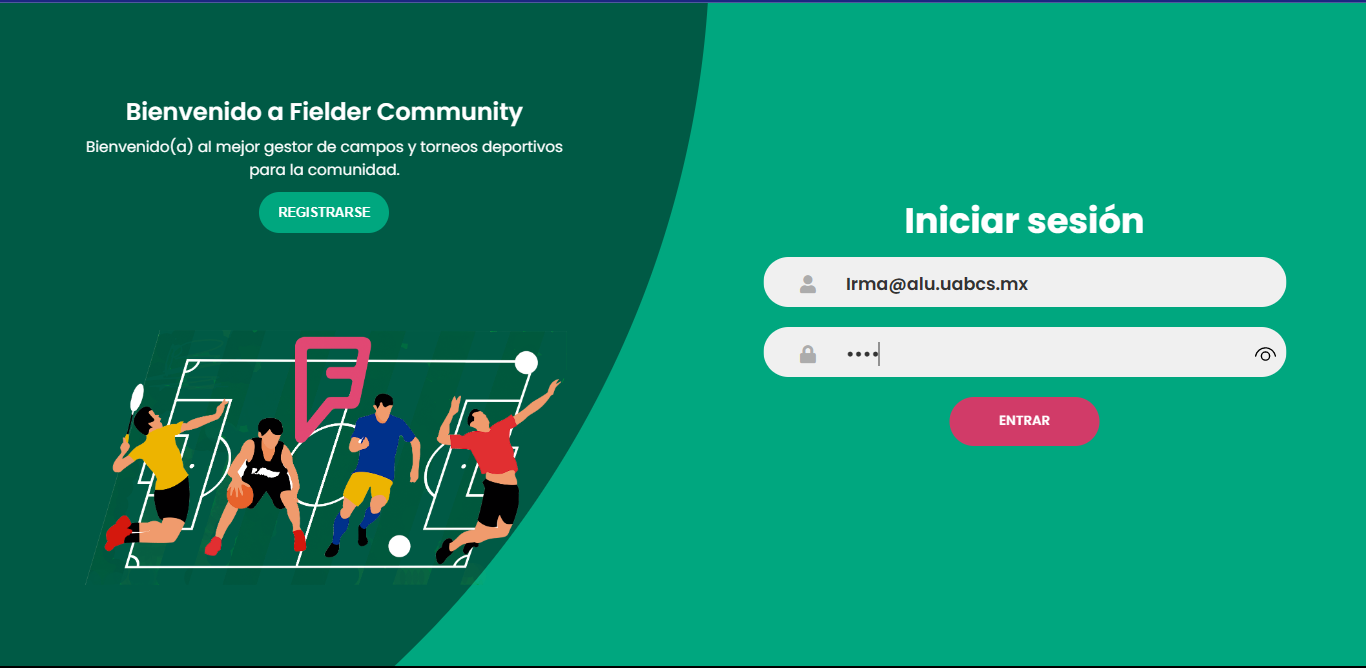 Bienvenido a Fielder Community
Bienvenido(a) al mejor gestor de campos y torneos deportivos
para la comunidad.
REGISTRARSE
Iniciar sesión
Irma@alu.uabcs.mx
••••
ENTRAR